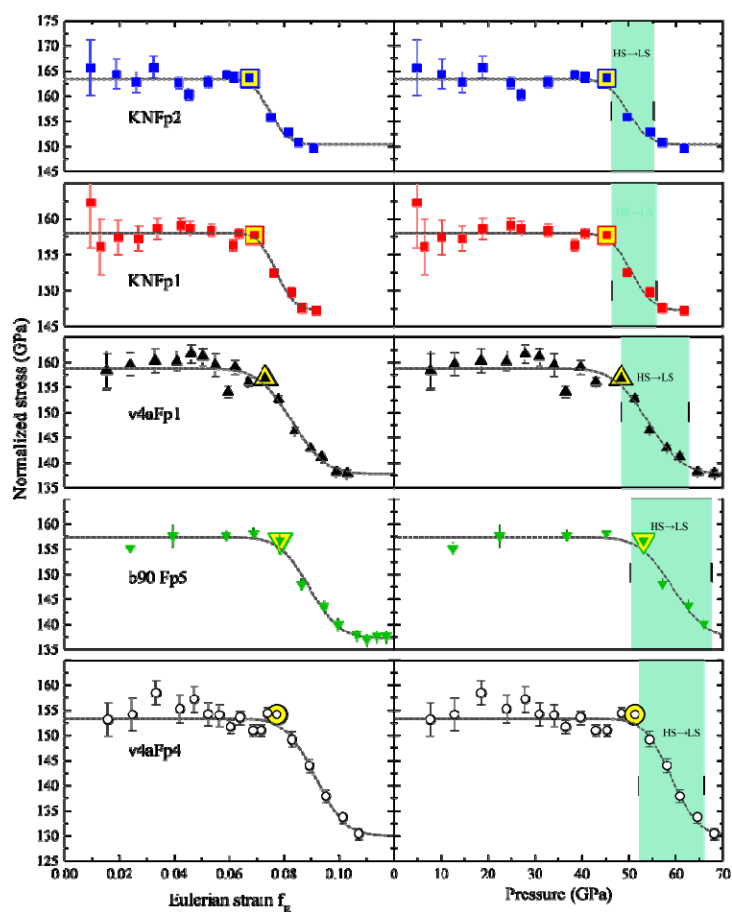 175
170
165
160
155
150
145
KNFp2
HS→LS
155
150
145
KNFp1
HS→LS
160
155
150
145
140
135
v4aFp1
HS→LS
Normalized stress (GPa)
165
160
155
150
145
140
135
b90 Fp5
HS→LS
160
155
150
145
140
135
130
125
v4aFp4
HS→LS
0.00 0.02 0.04 0.06 0.08 0.10 0 10 20 30 40 50 60 70
Eulerian strain f_E Pressure (GPa)